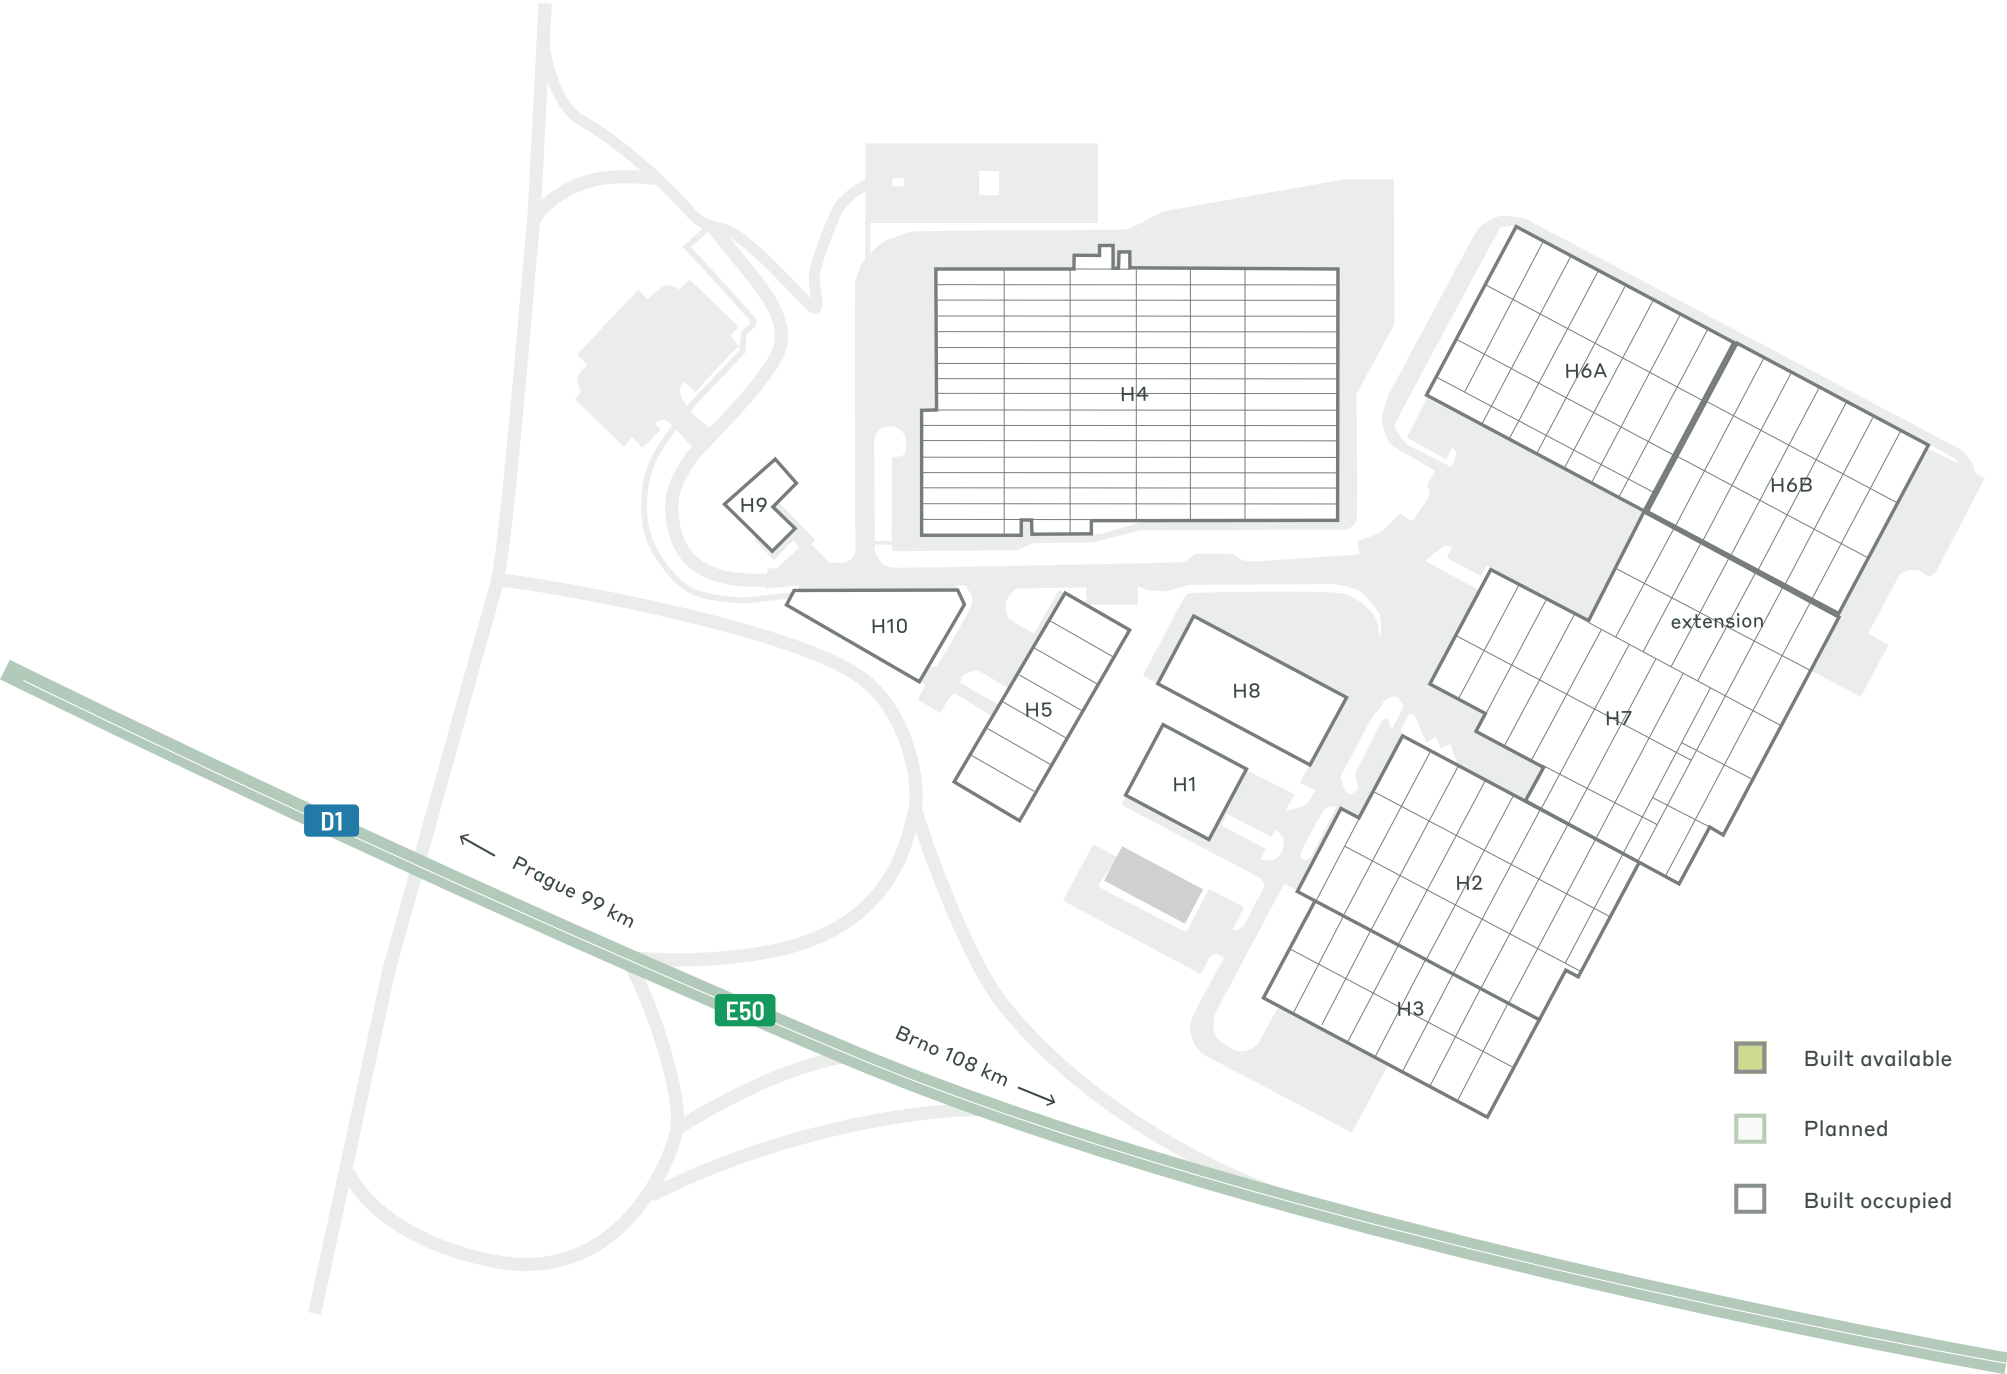 H6A
H4
H6B
H9
extension
H10
H8
H5
H7
H1
D1
Prague 99 km
H2
E50
H3
Brno 108 km
Built available
Planned
Built occupied